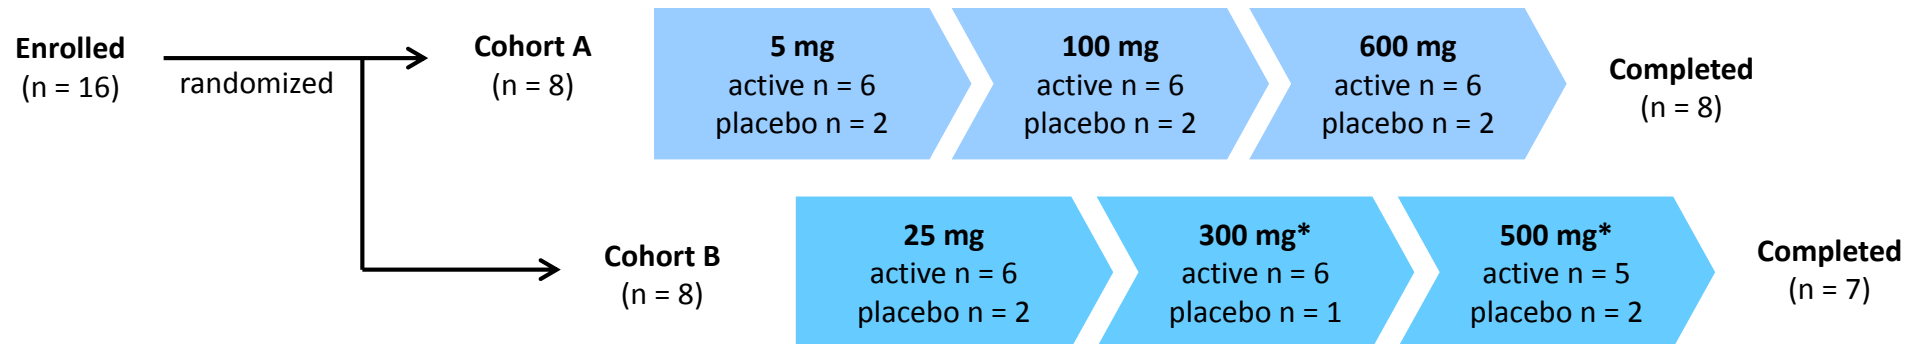 Enrolled
(n = 16)
randomized
Cohort A
(n = 8)
5 mg
active n = 6
placebo n = 2
100 mg
active n = 6
placebo n = 2
600 mg
active n = 6
placebo n = 2
Completed
(n = 8)
Cohort B
(n = 8)
25 mg
active n = 6
placebo n = 2
300 mg*
active n = 6
placebo n = 1
500 mg*
active n = 5
placebo n = 2
Completed
(n = 7)